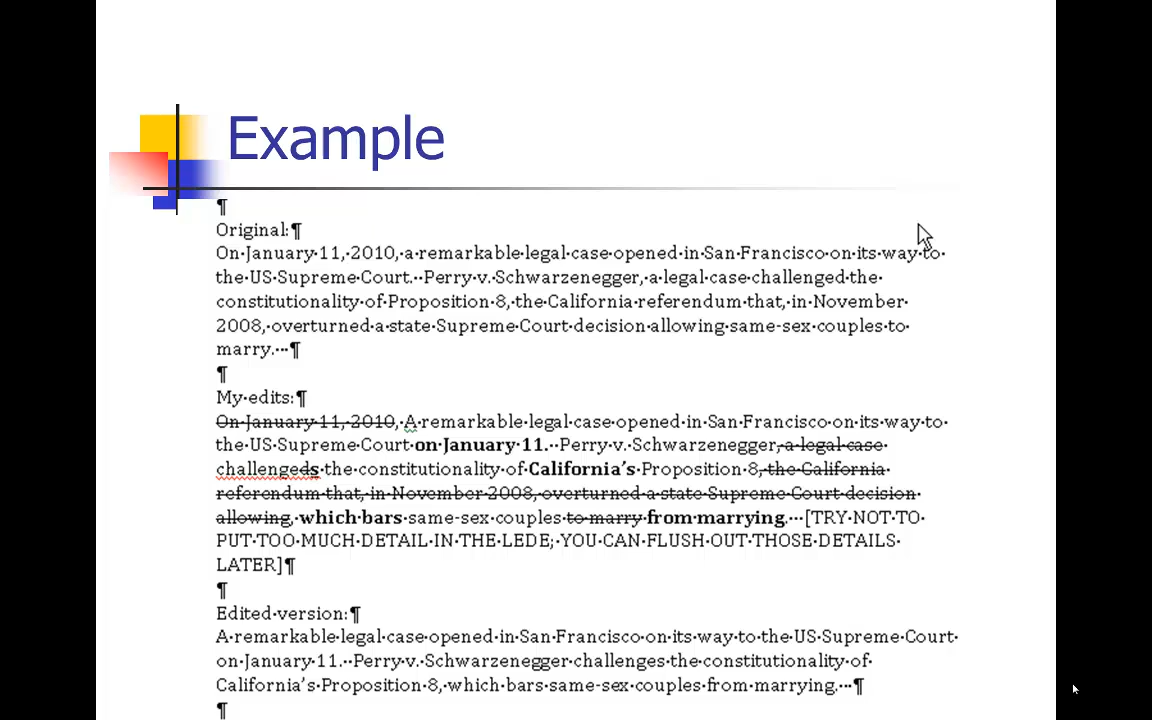 Example
¶
Original:¶
On·January·11,·2010,·a·remarkable·legal·case·opened·in·San·Francisco·on·its·way·to·
the·US·Supreme·Court.··Perry·v.·Schwarzenegger,·a·legal·case·challenged·the·
constitutionality·of·Proposition·8,·the·California·referendum·that,·in·November·
2008,·overturned·a·state·Supreme·Court·decision·allowing·same-sex·couples·to·
marry.···¶
¶
My·edits:¶
On·January·11,·2010,·A·remarkable·legal·case·opened·in·San·Francisco·on·its·way·to·
the·US·Supreme·Court·on·January·11.··Perry·v.·Schwarzenegger,·a·legal·case·
challengeds·the·constitutionality·of·California's·Proposition·8,·the·California·
referendum·that,·in·November·2008,·overturned·a·state·Supreme·Court·decision·
allowing,·which·bars·same-sex·couples·to·marry·from·marrying.···[TRY·NOT·TO·
PUT·TOO·MUCH·DETAIL·IN·THE·LEDE;·YOU·CAN·FLUSH·OUT·THOSE·DETAILS·
LATER]¶
¶
Edited·version:¶
A·remarkable·legal·case·opened·in·San·Francisco·on·its·way·to·the·US·Supreme·Court·
on·January·11.··Perry·v.·Schwarzenegger·challenges·the·constitutionality·of·
California's·Proposition·8,·which·bars·same-sex·couples·from·marrying.···¶
¶